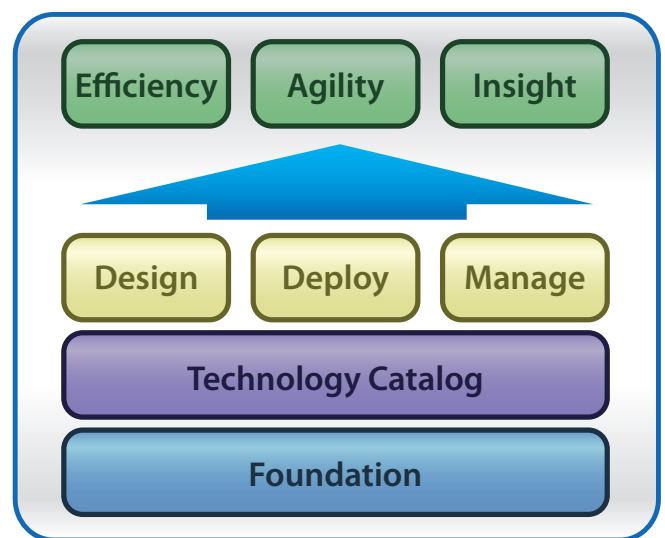 Efficiency Agility Insight
Design Deploy Manage
Technology Catalog
Foundation